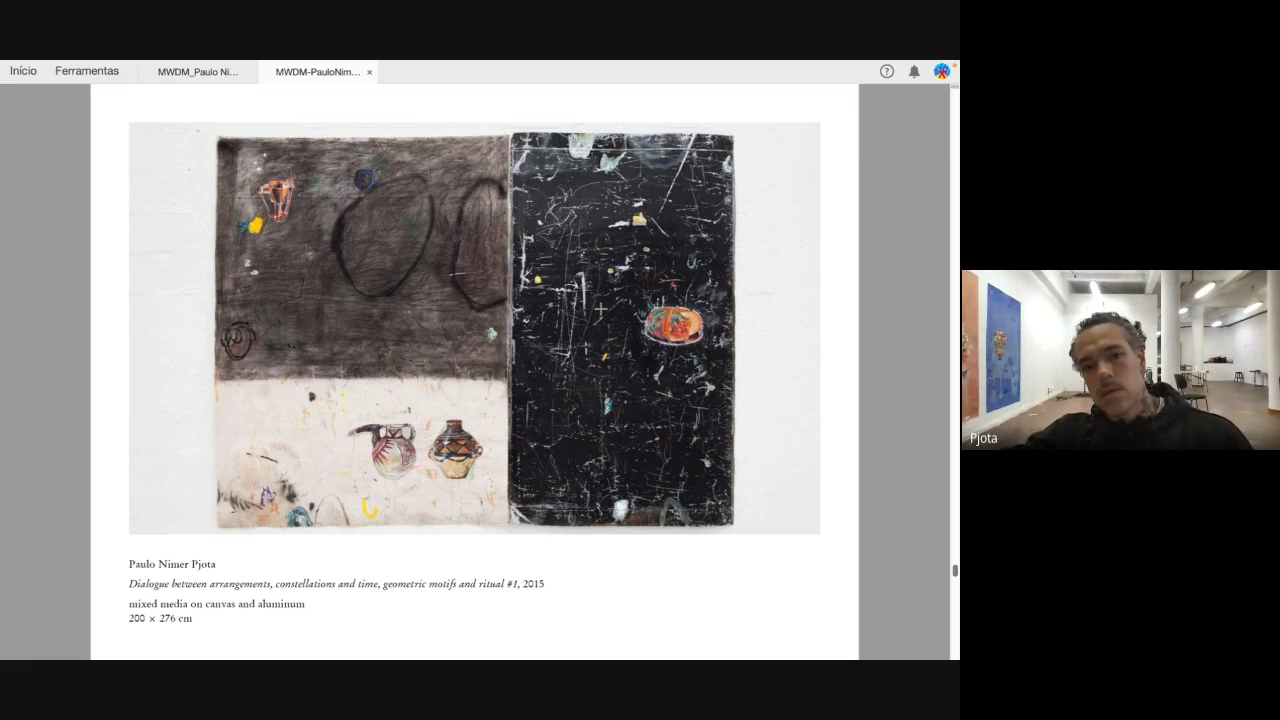 Início Ferramentas MWDM_Paulo Ni... MWDM-PauloNim... ×
Paulo Nimer Pjota
Dialogue between arrangements, constellations and time, geometric motifs and ritual #1, 2015
mixed media on canvas and aluminum
200 × 276 cm
Pjota